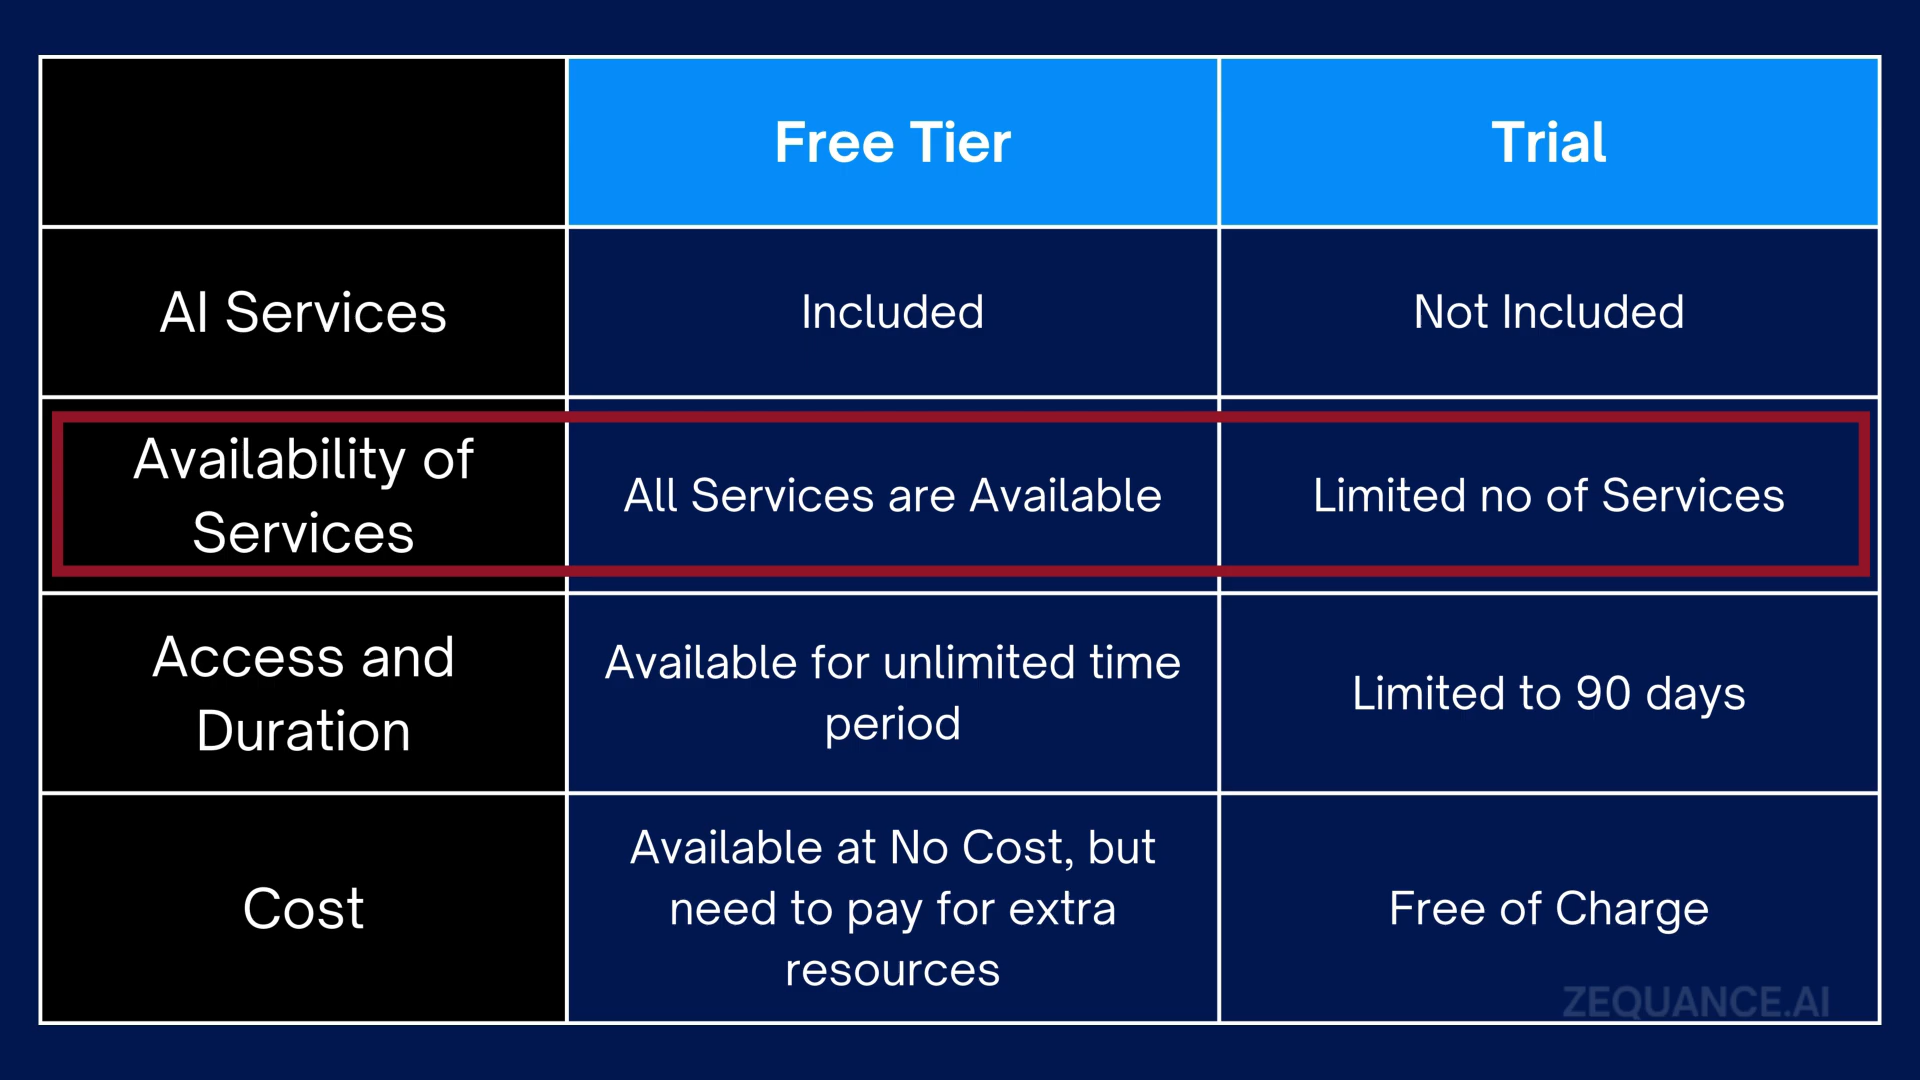 Free Tier
Trial
AI Services
Included
Not Included
Availability of
Services
All Services are Available
Limited no of Services
Access and
Duration
Available for unlimited time
period
Limited to 90 days
Cost
Available at No Cost, but
need to pay for extra
resources
Free of Charge
ZEQUANCE.AI